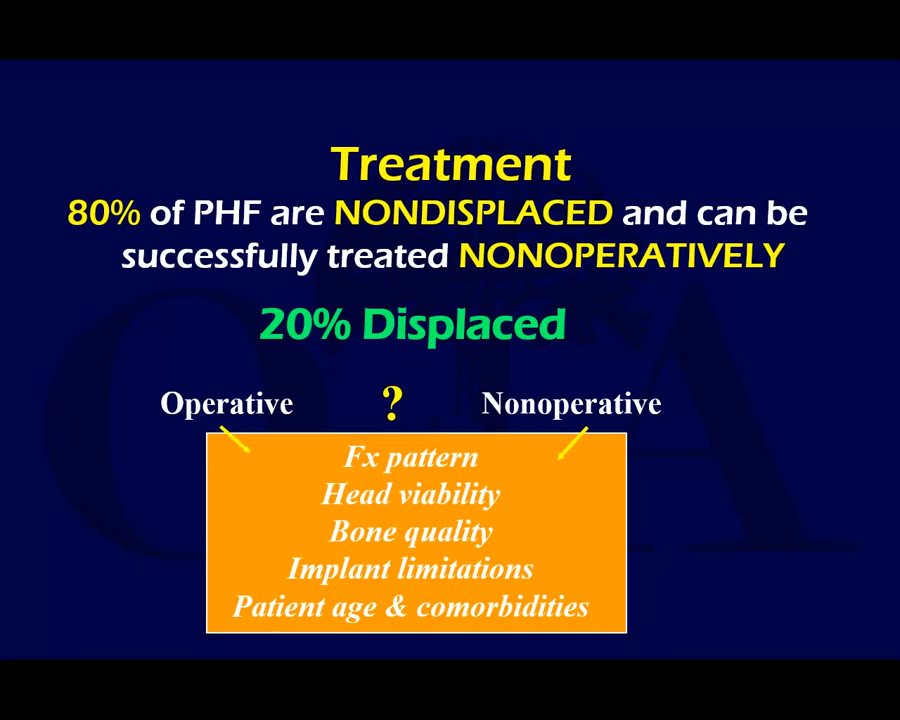 Treatment
80% of PHF are NONDISPLACED and can be
successfully treated NONOPERATIVELY
20% Displaced
Operative ? Nonoperative
Fx pattern
Head viability
Bone quality
Implant limitations
Patient age & comorbidities
OTA